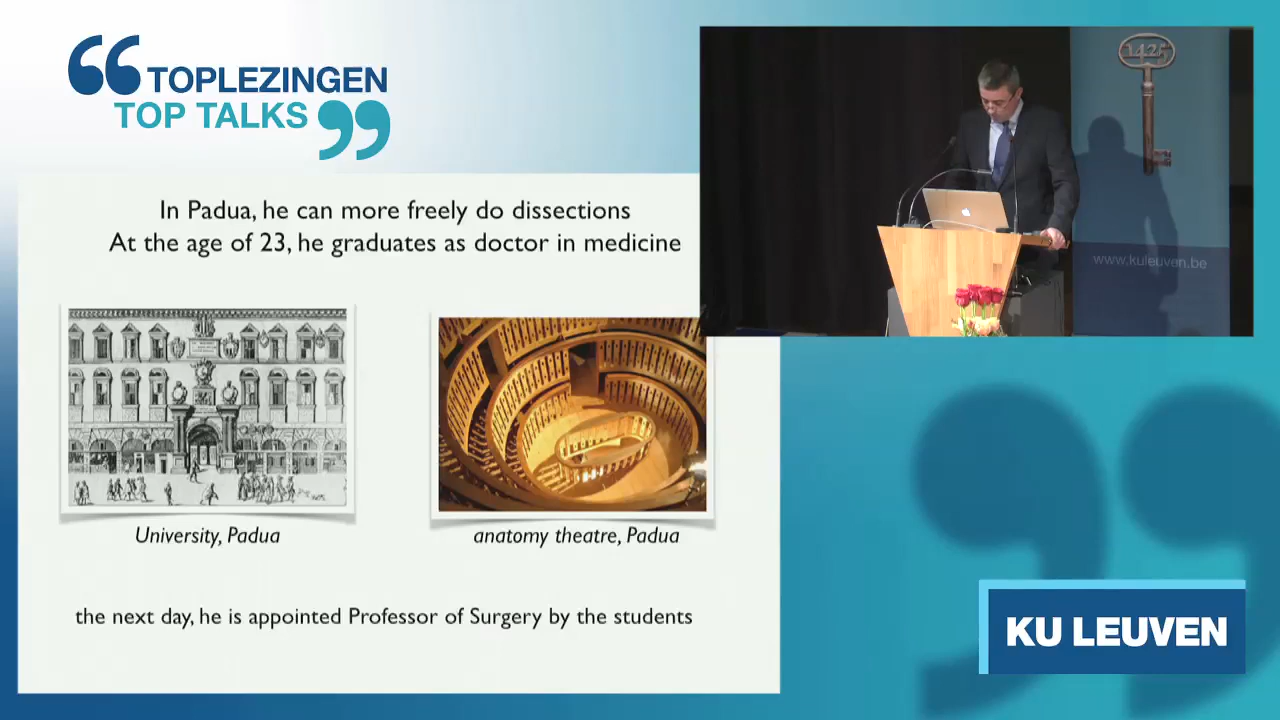 TOPLEZINGEN
TOP TALKS
1425
www.kuleuven.be
In Padua, he can more freely do dissections
At the age of 23, he graduates as doctor in medicine
University, Padua
anatomy theatre, Padua
the next day, he is appointed Professor of Surgery by the students
KU LEUVEN